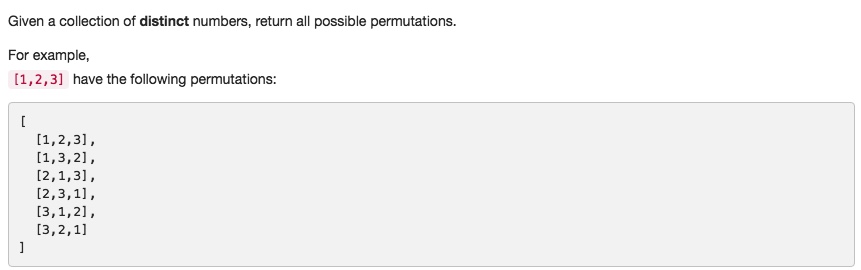 Given a collection of distinct numbers, return all possible permutations.
For example,
[1,2,3] have the following permutations:
[
  [1,2,3],
  [1,3,2],
  [2,1,3],
  [2,3,1],
  [3,1,2],
  [3,2,1]
]